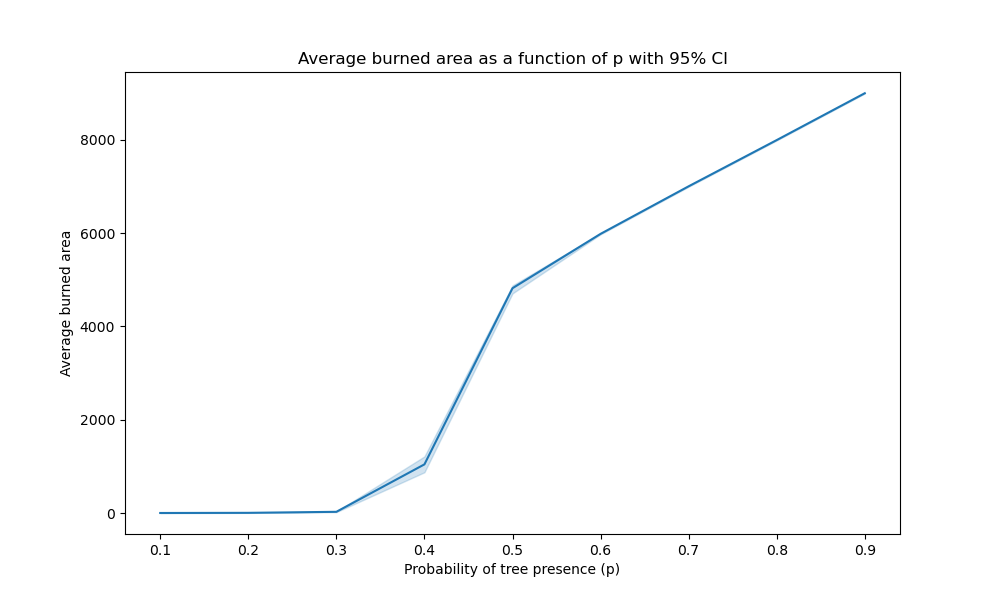 Average burned area as a function of p with 95% CI
8000
6000
4000
2000
0
Average burned area
0.1 0.2 0.3 0.4 0.5 0.6 0.7 0.8 0.9
Probability of tree presence (p)